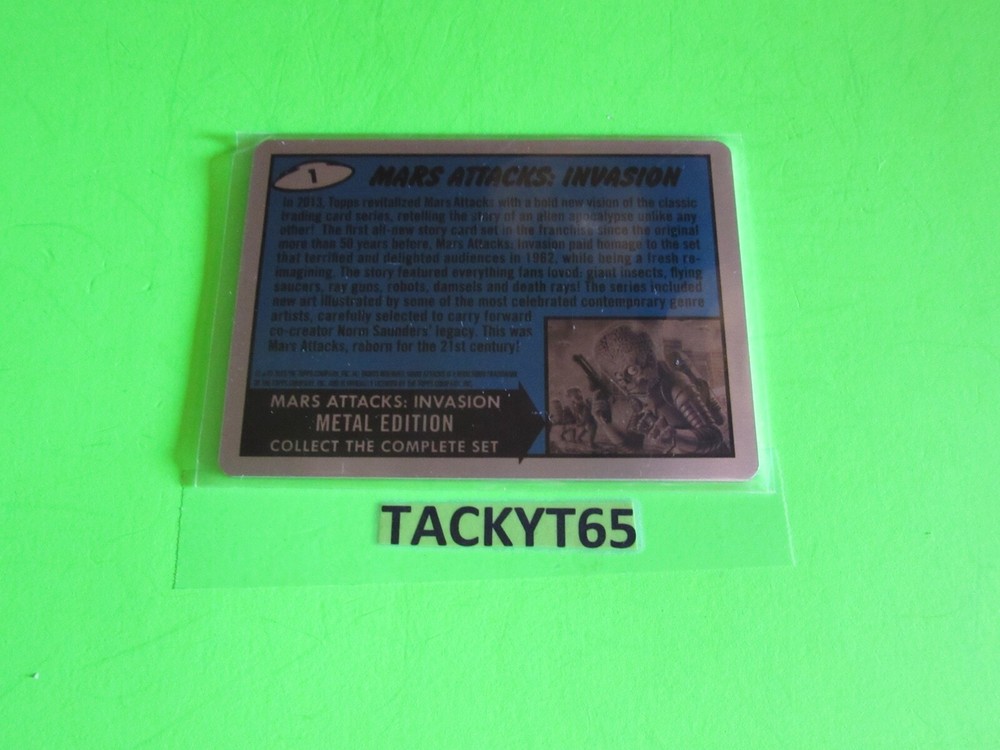 1
MARS ATTACKS: INVASION
In 2013, Topps revitalized Mars Attacks with a bold new vision of the classic
trading card series, retelling the story of an alien apocalypse unlike any
other! The first all-new story card set in the franchise since the original
more than 50 years before, Mars Attacks: Invasion paid homage to the set
that terrified and delighted audiences in 1962, while being a fresh re-
imagining. The story featured everything fans loved: giant insects, flying
saucers, ray guns, robots, damsels and death rays! The series included
new art illustrated by some of the most celebrated contemporary genre
artists, carefully selected to carry forward
co-creator Norm Saunders' legacy. This was
Mars Attacks, reborn for the 21st century!
MARS ATTACKS: INVASION
METAL EDITION
COLLECT THE COMPLETE SET
TACKYT65